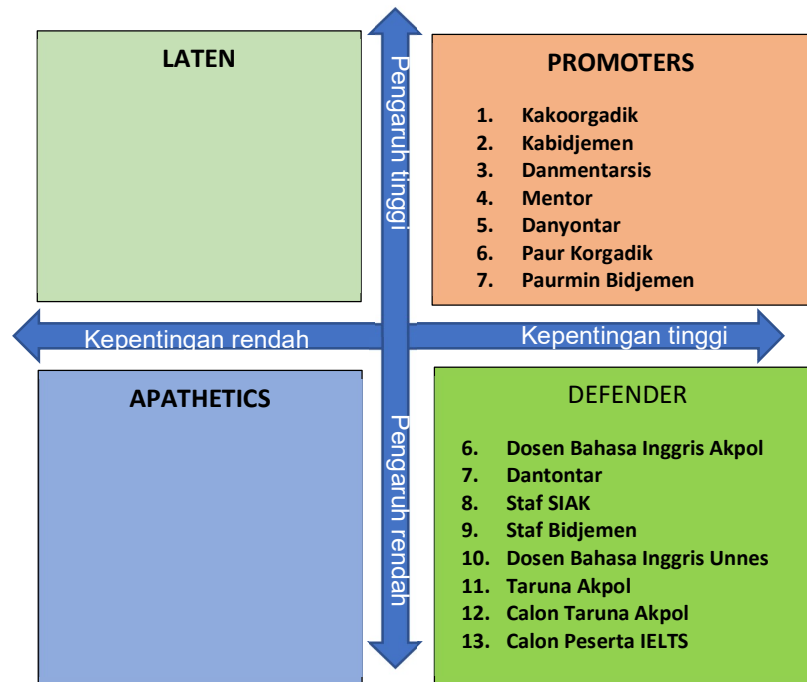 LATEN
Pengaruh tinggi
PROMOTERS
1. Kakoorgadik
2. Kabidjemen
3. Danmentarsis
4. Mentor
5. Danyontar
6. Paur Korgadik
7. Paurmin Bidjemen
Kepentingan rendah
Kepentingan tinggi
APATHETICS
Pengaruh rendah
DEFENDER
6. Dosen Bahasa Inggris Akpol
7. Dantontar
8. Staf SIAK
9. Staf Bidjemen
10. Dosen Bahasa Inggris Unnes
11. Taruna Akpol
12. Calon Taruna Akpol
13. Calon Peserta IELTS